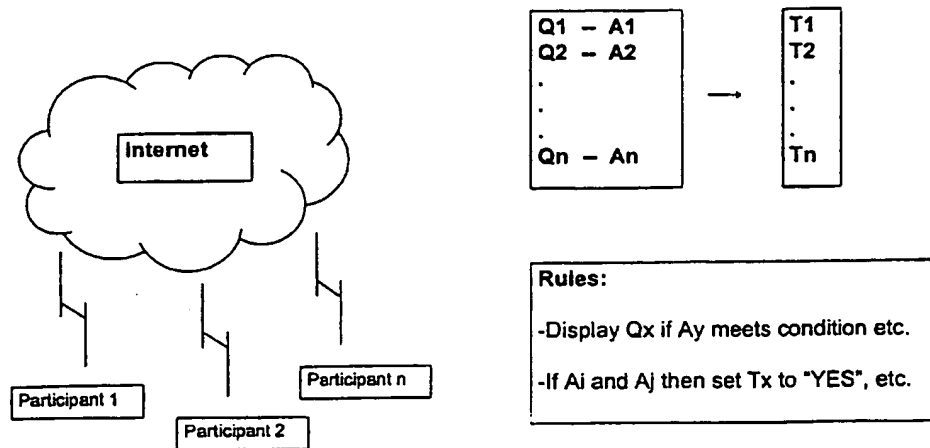 Internet
Participant 1
Participant 2
Participant n
Q1 – A1
Q2 – A2
.
.
.
Qn – An
T1
T2
.
.
.
Tn
Rules:
-Display Qx if Ay meets condition etc.
-If Ai and Aj then set Tx to "YES", etc.